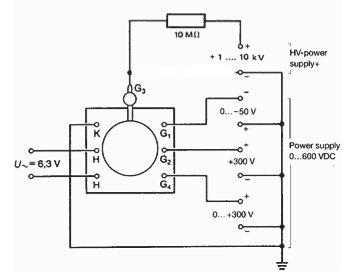 10 MΩ
+
+ 1 .... 10 kV
–
HV-power
supply+
G₃
–
0...–50 V
+
K
G₁
U~= 6,3 V
H
G₂
+
+300 V
–
H
G₄
+
0...+300 V
–
Power supply
0...600 VDC